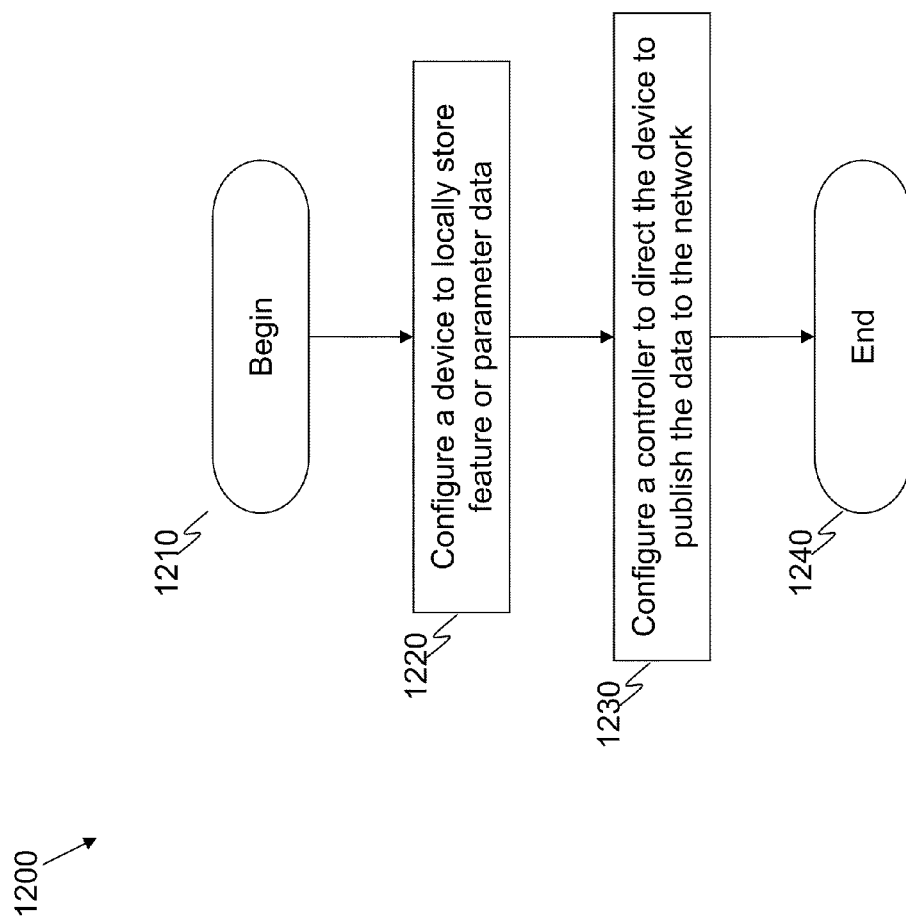 1200
1210
Begin
1220
Configure a device to locally store
feature or parameter data
1230
Configure a controller to direct the device to
publish the data to the network
1240
End